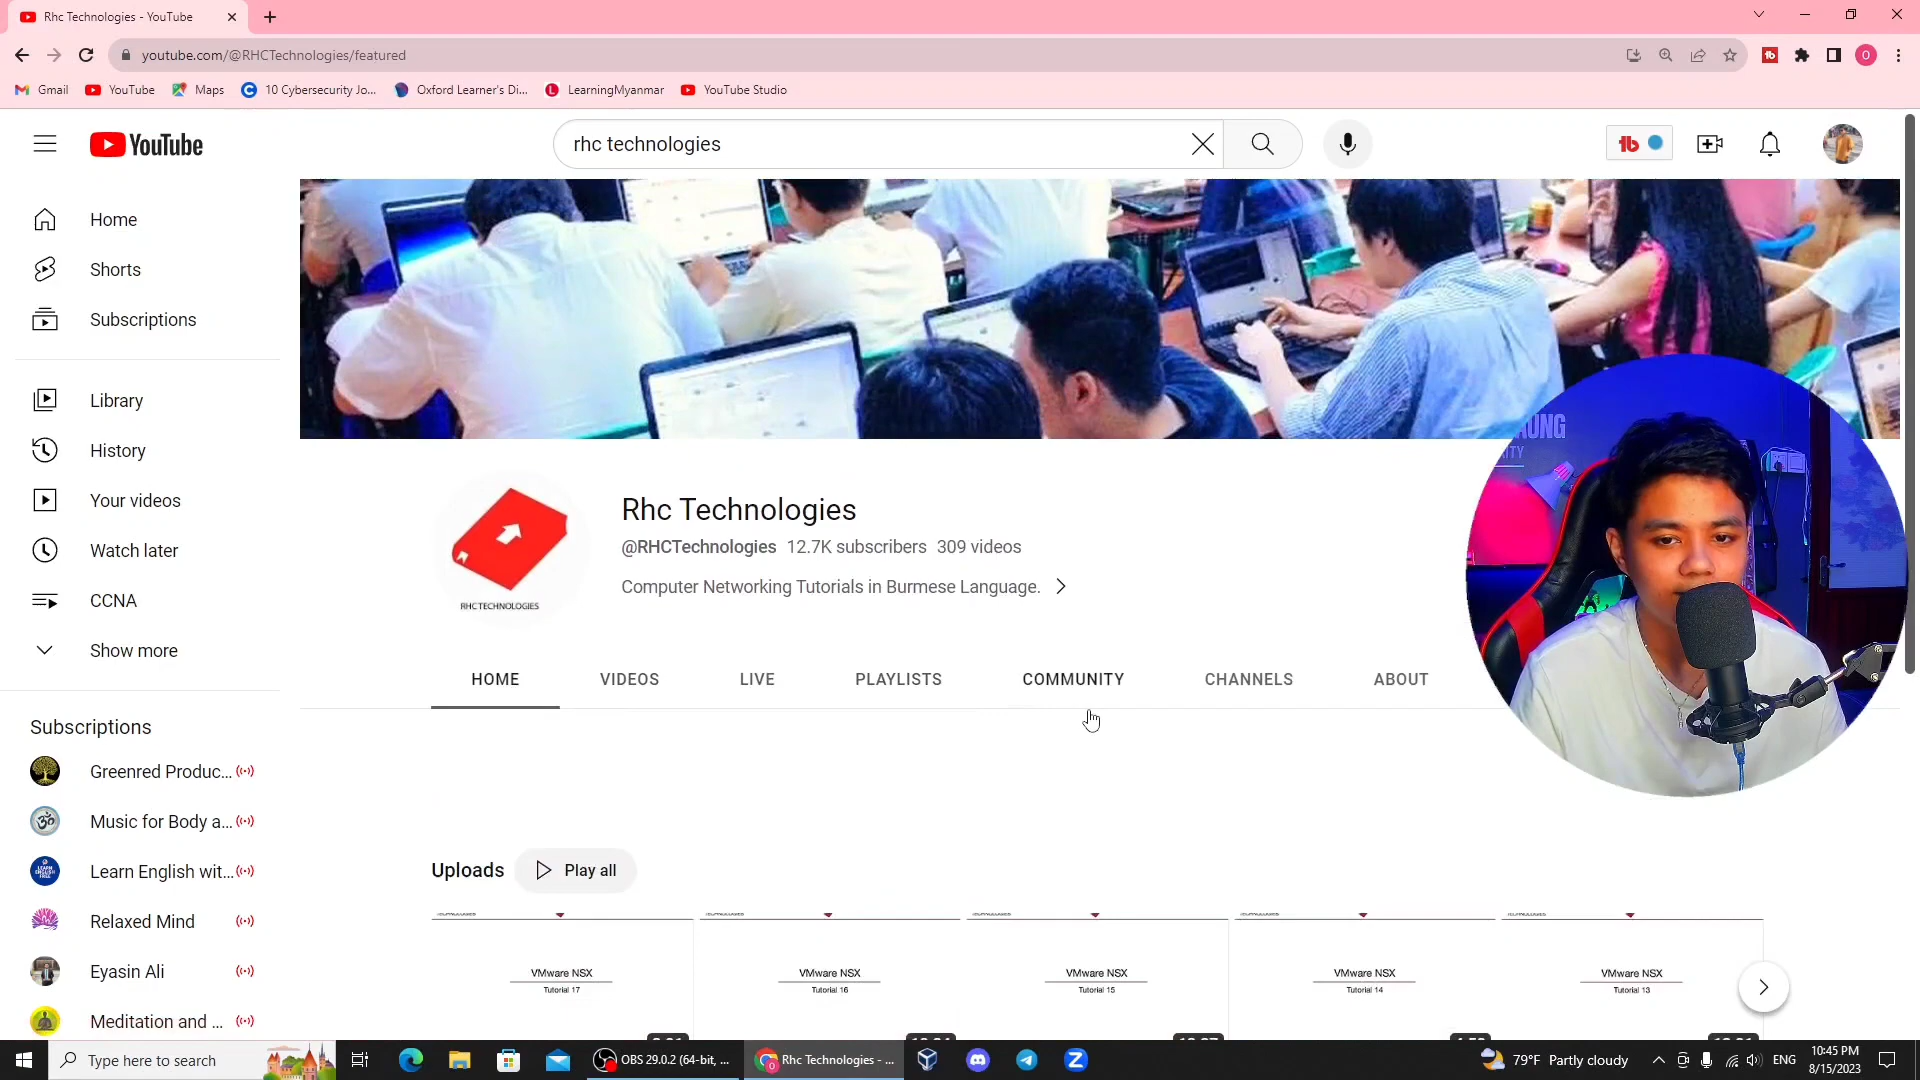 Rhc Technologies - YouTube
youtube.com/@RHCTechnologies/featured
Gmail
YouTube
Maps
10 Cybersecurity Jo...
Oxford Learner's Di...
LearningMyanmar
YouTube Studio
YouTube
rhc technologies
Home
Shorts
Subscriptions
Library
History
Your videos
Watch later
CCNA
Show more
Subscriptions
Greenred Produc...
Music for Body a...
Learn English wit...
Relaxed Mind
Eyasin Ali
Meditation and ...
RHC TECHNOLOGIES
Rhc Technologies
@RHCTechnologies 12.7K subscribers 309 videos
Computer Networking Tutorials in Burmese Language.
HOME
VIDEOS
LIVE
PLAYLISTS
COMMUNITY
CHANNELS
ABOUT
Uploads
Play all
VMware NSX
Tutorial 17
VMware NSX
Tutorial 16
VMware NSX
Tutorial 15
VMware NSX
Tutorial 14
VMware NSX
Tutorial 13
Type here to search
OBS 29.0.2 (64-bit, ...
Rhc Technologies - ...
79°F Partly cloudy
ENG
10:45 PM
8/15/2023